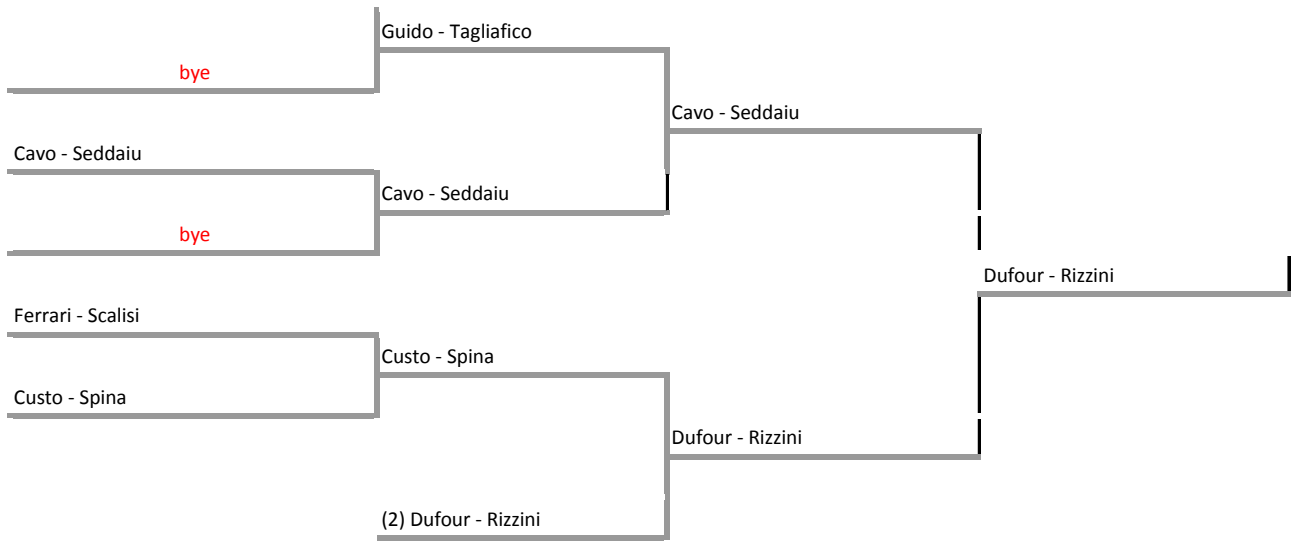 Guido - Tagliafico
bye
Cavo - Seddaiu
Cavo - Seddaiu
Cavo - Seddaiu
bye
Dufour - Rizzini
Ferrari - Scalisi
Custo - Spina
Custo - Spina
Dufour - Rizzini
(2) Dufour - Rizzini